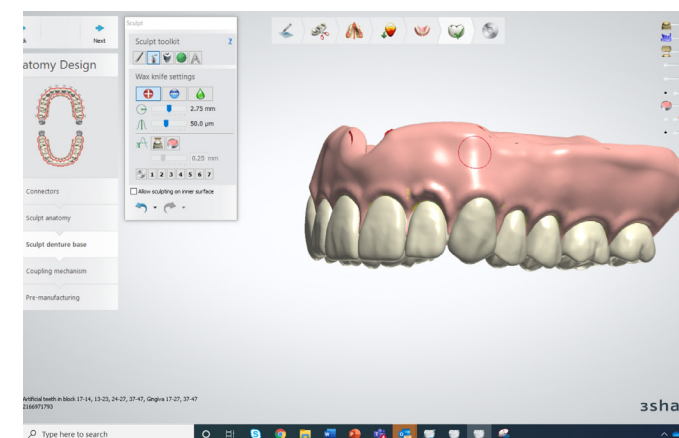 Sculpt
k
Next
Sculpt toolkit
?
atomy Design
Wax knife settings
2.75 mm
50.0 µm
0.25 mm
1 2 3 4 5 6 7
Allow sculpting on inner surface
Connectors
Sculpt anatomy
Sculpt denture base
Coupling mechanism
Pre-manufacturing
Artificial teeth in block 17-14, 13-23, 24-27, 37-47, Gingiva 17-27, 37-47
2166971793
3sha
Type here to search